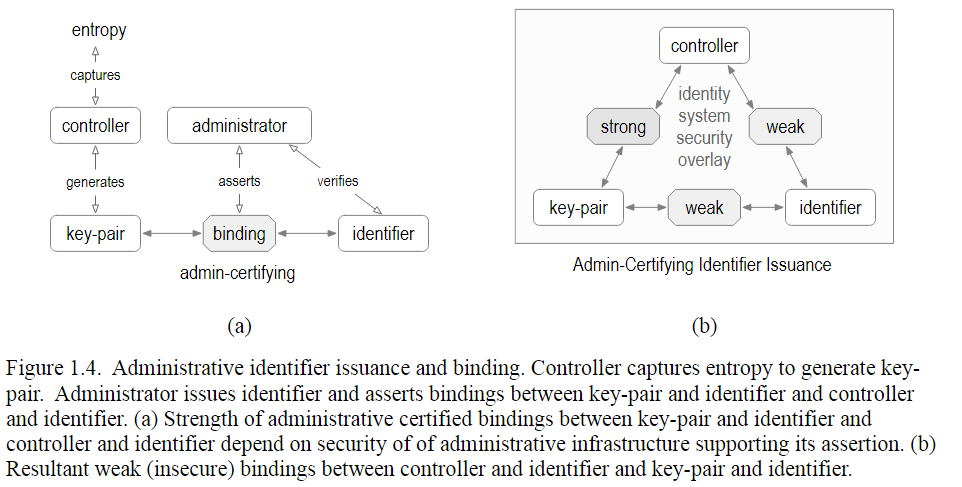 entropy
captures
controller
administrator
generates
asserts
verifies
key-pair
binding
identifier
admin-certifying
(a)
controller
identity
system
security
overlay
strong
weak
key-pair
weak
identifier
Admin-Certifying Identifier Issuance
(b)
Figure 1.4.  Administrative identifier issuance and binding. Controller captures entropy to generate key-
pair.  Administrator issues identifier and asserts bindings between key-pair and identifier and controller
and identifier. (a) Strength of administrative certified bindings between key-pair and identifier and
controller and identifier depend on security of of administrative infrastructure supporting its assertion. (b)
Resultant weak (insecure) bindings between controller and identifier and key-pair and identifier.